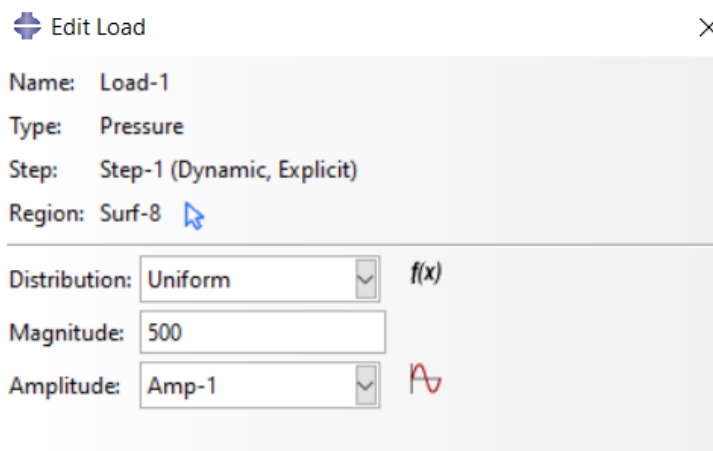 Edit Load
Name: Load-1
Type: Pressure
Step: Step-1 (Dynamic, Explicit)
Region: Surf-8
Distribution: Uniform f(x)
Magnitude: 500
Amplitude: Amp-1